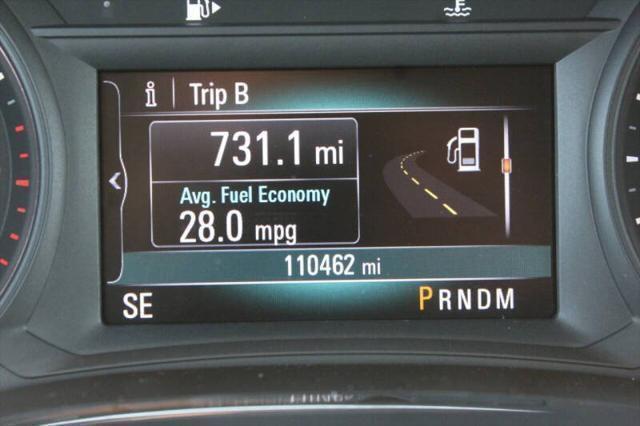 Trip B
731.1 mi
Avg. Fuel Economy
28.0 mpg
110462 mi
SE
PRNDM